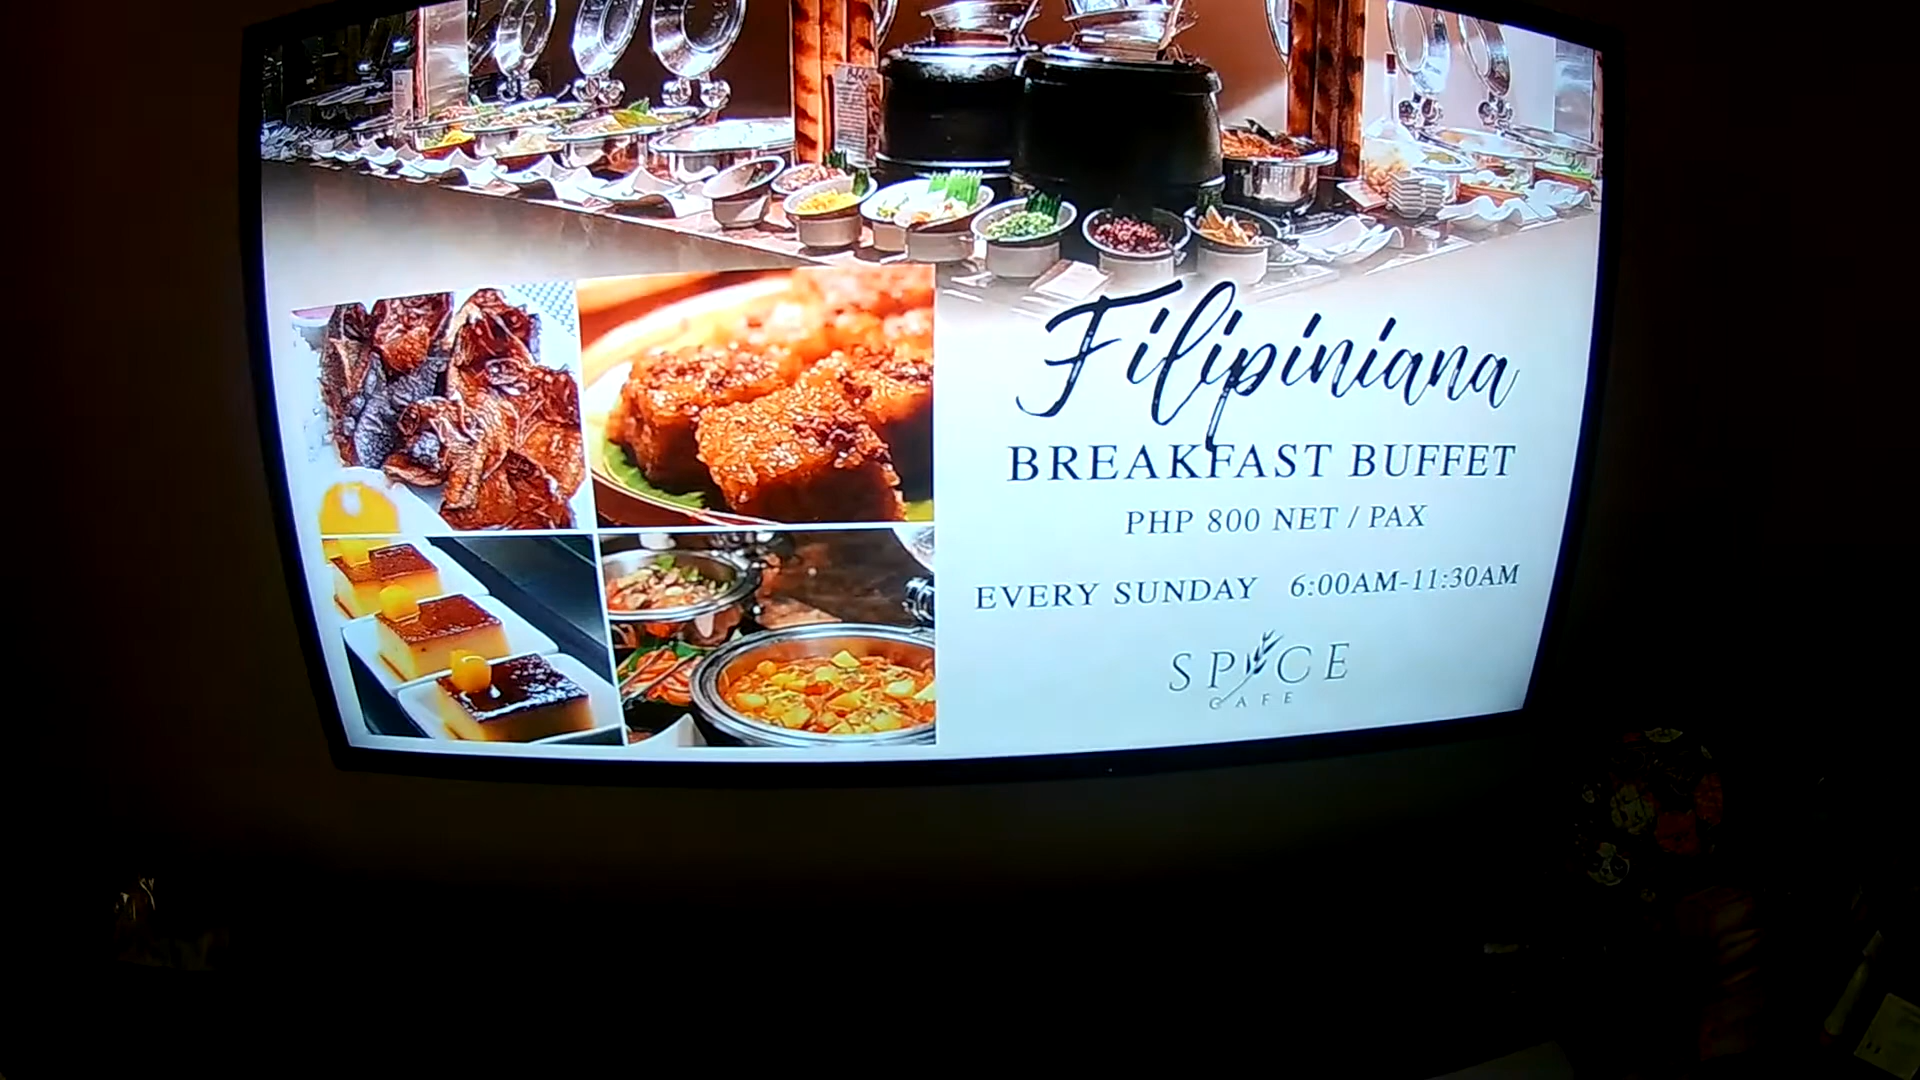 Filipiniana
BREAKFAST BUFFET
PHP 800 NET / PAX
EVERY SUNDAY 6:00AM-11:30AM
SPICE
CAFE